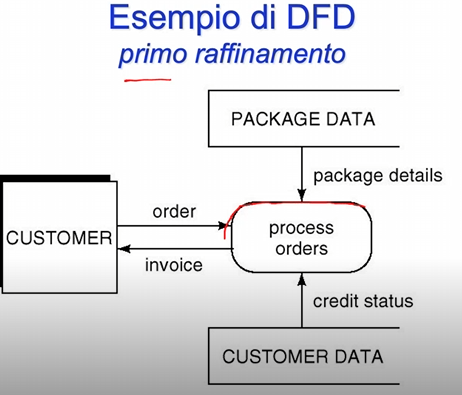 Esempio di DFD
primo raffinamento
PACKAGE DATA
package details
order
CUSTOMER
process
orders
invoice
credit status
CUSTOMER DATA